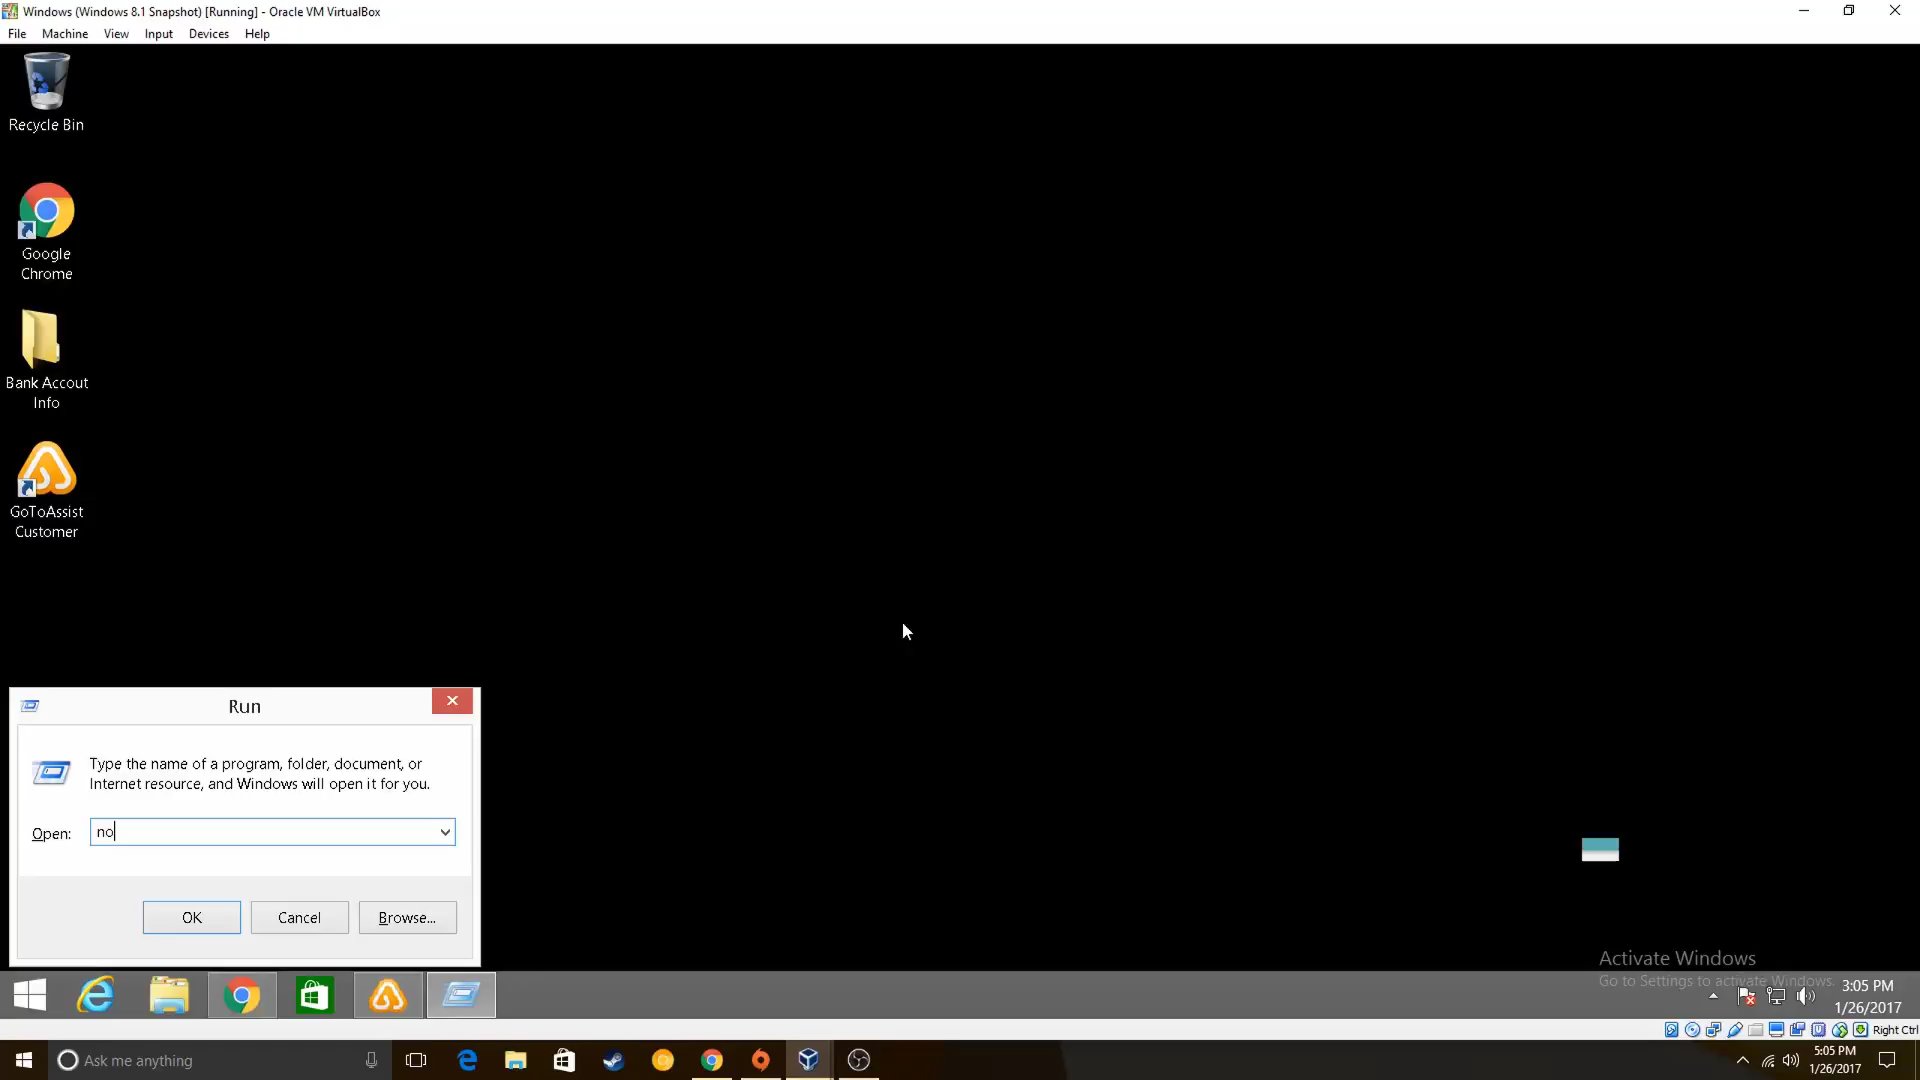 Windows (Windows 8.1 Snapshot) [Running] - Oracle VM VirtualBox
File Machine View Input Devices Help
Recycle Bin
Google
Chrome
Bank Accout
Info
GoToAssist
Customer
Run
Type the name of a program, folder, document, or
Internet resource, and Windows will open it for you.
Open: no
OK Cancel Browse...
Activate Windows
Go to Settings to activate Windows.
3:05 PM
1/26/2017
Right Ctrl
Ask me anything
5:05 PM
1/26/2017